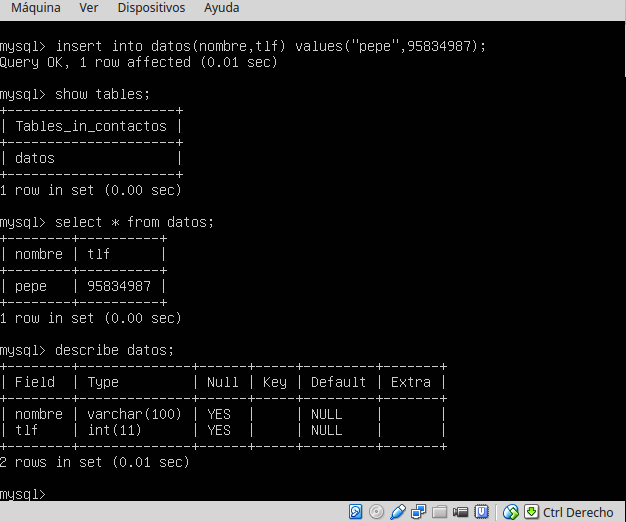 Máquina Ver Dispositivos Ayuda
mysql> insert into datos(nombre,tlf) values("pepe",95834987);
Query OK, 1 row affected (0.01 sec)
mysql> show tables;
+--------------------+
| Tables_in_contactos |
+--------------------+
| datos |
+--------------------+
1 row in set (0.00 sec)
mysql> select * from datos;
+--------+----------+
| nombre | tlf |
+--------+----------+
| pepe | 95834987 |
+--------+----------+
1 row in set (0.00 sec)
mysql> describe datos;
+--------+--------------+------+-----+---------+-------+
| Field | Type | Null | Key | Default | Extra |
+--------+--------------+------+-----+---------+-------+
| nombre | varchar(100) | YES | | NULL | |
| tlf | int(11) | YES | | NULL | |
+--------+--------------+------+-----+---------+-------+
2 rows in set (0.01 sec)
mysql>
Ctrl Derecho